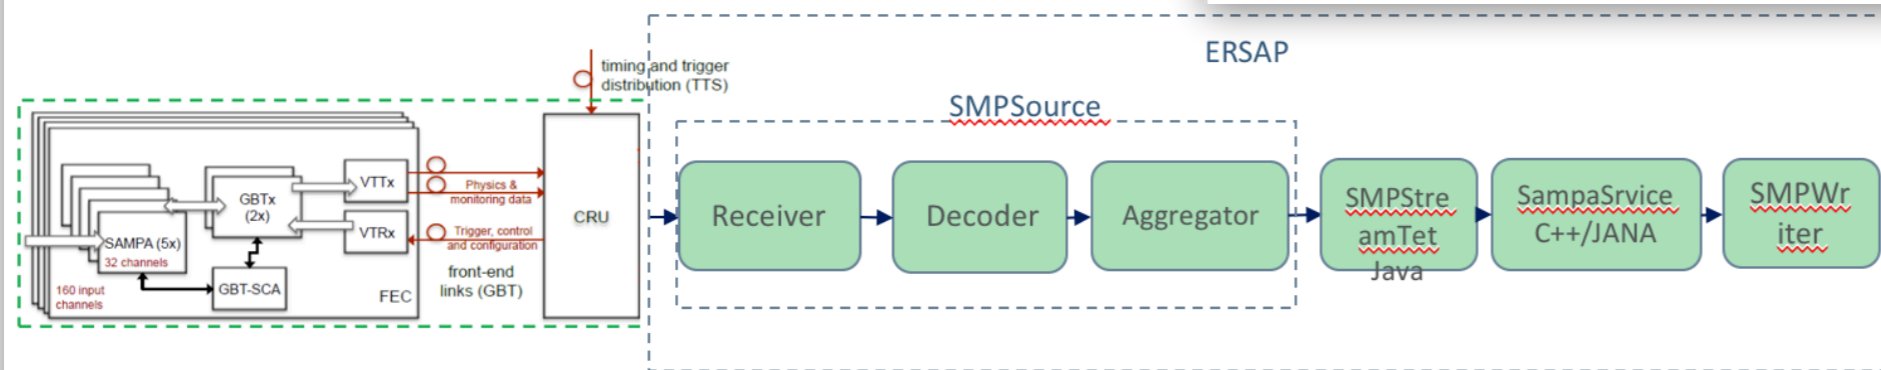 ERSAP
timing and trigger
distribution (TTS)
SMPSource
VTTx
GBTx
(2x)
Physics &
monitoring data
VTRx
CRU
SAMPA (5x)
32 channels
Trigger, control
and configuration
GBT-SCA
160 input
channels
FEC
front-end
links (GBT)
Receiver
Decoder
Aggregator
SMPStre
amTet
Java
SampaSrvice
C++/JANA
SMPWr
iter